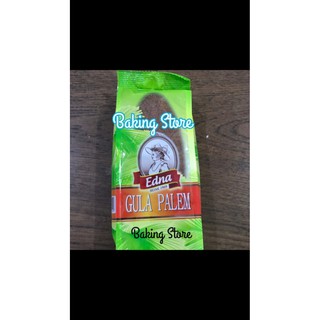 Baking Store
Edna
GULA PALEM
Baking Store